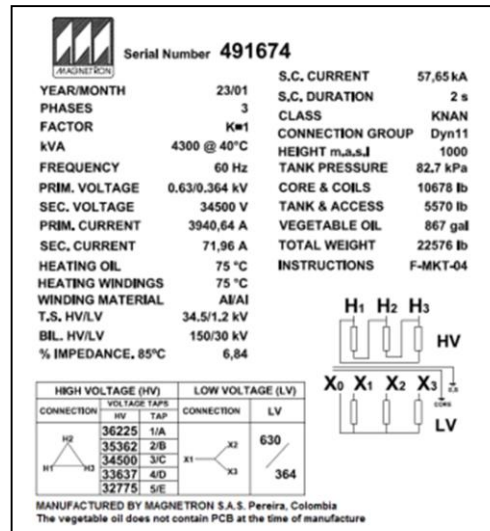 MAGNETRON
Serial Number 491674
YEAR/MONTH 23/01
PHASES 3
FACTOR K=1
kVA 4300 @ 40°C
FREQUENCY 60 Hz
PRIM. VOLTAGE 0.63/0.364 kV
SEC. VOLTAGE 34500 V
PRIM. CURRENT 3940,64 A
SEC. CURRENT 71,96 A
HEATING OIL 75 °C
HEATING WINDINGS 75 °C
WINDING MATERIAL Al/Al
T.S. HV/LV 34.5/1.2 kV
BIL. HV/LV 150/30 kV
% IMPEDANCE. 85°C 6,84
S.C. CURRENT 57,65 kA
S.C. DURATION 2 s
CLASS KNAN
CONNECTION GROUP Dyn11
HEIGHT m.a.s.l 1000
TANK PRESSURE 82.7 kPa
CORE & COILS 10678 lb
TANK & ACCESS 5570 lb
VEGETABLE OIL 867 gal
TOTAL WEIGHT 22576 lb
INSTRUCTIONS F-MKT-04
H1 H2 H3
HV
X0 X1 X2 X3
CORE
LV
HIGH VOLTAGE (HV) LOW VOLTAGE (LV)
CONNECTION VOLTAGE TAPS CONNECTION LV
HV TAP
36225 1/A
35362 2/B
34500 3/C
33637 4/D
32775 5/E
H2
H1 H3
X2
X1
X3
630
/
364
MANUFACTURED BY MAGNETRON S.A.S. Pereira, Colombia
The vegetable oil does not contain PCB at the time of manufacture